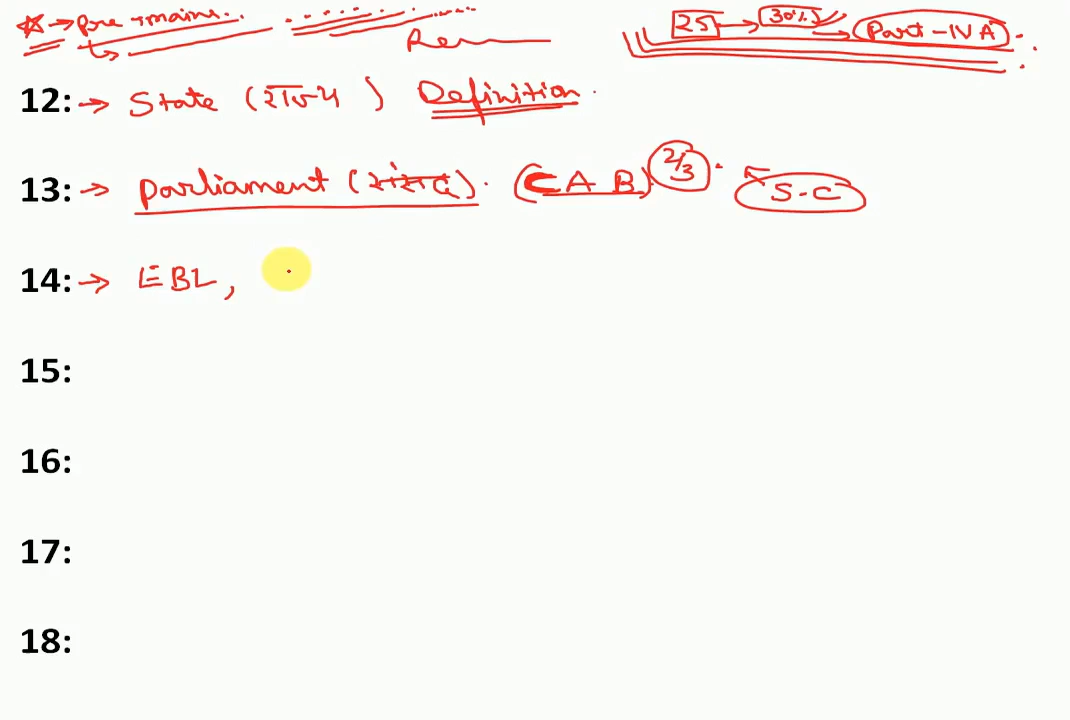 ☆→ pre + mains..
Re
25 → 30% → Part-IVA
12: → State (राज्य) Definition.
13: → parliament (संसद). (CAB) 2/3. S-C
14: → EBL,
15:
16:
17:
18: